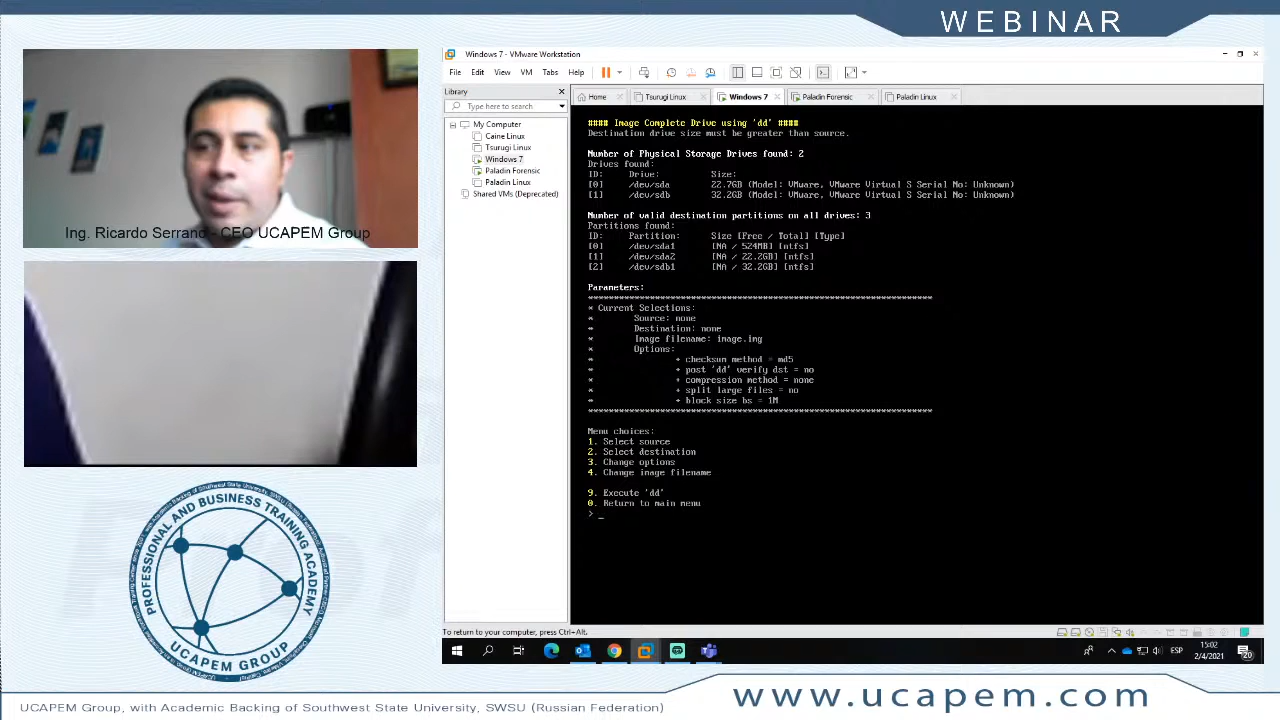 WEBINAR
Ing. Ricardo Serrano - CEO UCAPEM Group
Windows 7 - VMware Workstation
File Edit View VM Tabs Help
Library
Type here to search
My Computer
Caine Linux
Tsurugi Linux
Windows 7
Paladin Forensic
Paladin Linux
Shared VMs (Deprecated)
Home Tsurugi Linux Windows 7 Paladin Forensic Paladin Linux
#### Image Complete Drive using 'dd' ####
Destination drive size must be greater than source.
Number of Physical Storage Drives found: 2
Drives found:
ID: Drive: Size:
[0] /dev/sda 22.7GB (Model: VMware, VMware Virtual S Serial No: Unknown)
[1] /dev/sdb 32.2GB (Model: VMware, VMware Virtual S Serial No: Unknown)
Number of valid destination partitions on all drives: 3
Partitions found:
ID: Partition: Size [Free / Total] [Type]
[0] /dev/sda1 [NA / 524MB] [ntfs]
[1] /dev/sda2 [NA / 22.2GB] [ntfs]
[2] /dev/sdb1 [NA / 32.2GB] [ntfs]
Parameters:
* Current Selections:
* Source: none
* Destination: none
* Image filename: image.img
* Options:
* + checksum method = md5
* + post 'dd' verify dst = no
* + compression method = none
* + split large files = no
* + block size bs = 1M
Menu choices:
1. Select source
2. Select destination
3. Change options
4. Change image filename
9. Execute 'dd'
0. Return to main menu
> _
To return to your computer, press Ctrl+Alt.
ESP
15:02
2/4/2021
20
PROFESSIONAL AND BUSINESS TRAINING ACADEMY
UCAPEM GROUP
www.ucapem.com
UCAPEM Group, with Academic Backing of Southwest State University, SWSU (Russian Federation)